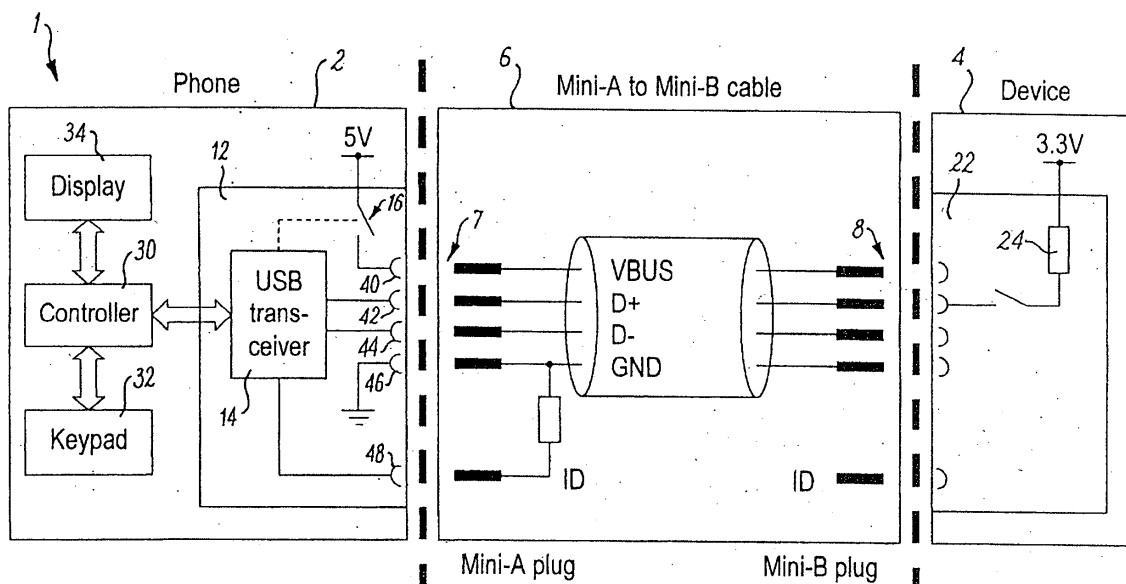 1
Phone
2
6
Mini-A to Mini-B cable
4
Device
34
Display
12
5V
16
3.3V
22
30
Controller
USB
trans-
ceiver
14
40
42
44
46
48
7
VBUS
D+
D-
GND
8
24
32
Keypad
ID
ID
Mini-A plug
Mini-B plug